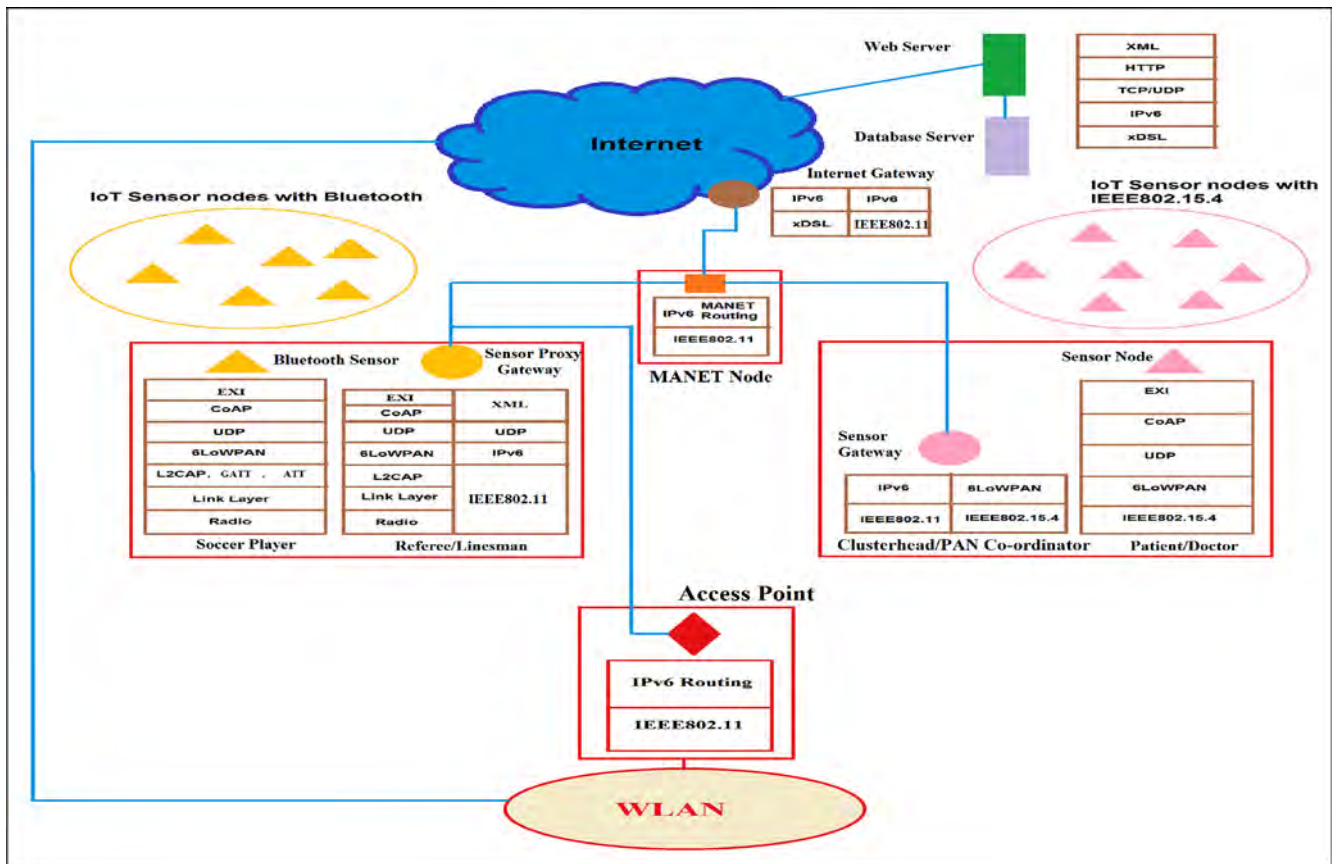 Web Server
XML
HTTP
TCP/UDP
IPv6
xDSL
Internet
Database Server
Internet Gateway
IPv6 IPv6
xDSL IEEE802.11
IoT Sensor nodes with Bluetooth
IoT Sensor nodes with
IEEE802.15.4
IPv6 MANET
Routing
IEEE802.11
MANET Node
Bluetooth Sensor
Sensor Proxy
Gateway
EXI
CoAP
UDP
6LoWPAN
L2CAP, GATT , ATT
Link Layer
Radio
Soccer Player
EXI
CoAP
UDP
6LoWPAN
L2CAP
Link Layer
Radio
XML
UDP
IPv6
IEEE802.11
Referee/Linesman
Sensor Node
Sensor
Gateway
IPv6 6LoWPAN
IEEE802.11 IEEE802.15.4
Clusterhead/PAN Co-ordinator
EXI
CoAP
UDP
6LoWPAN
IEEE802.15.4
Patient/Doctor
Access Point
IPv6 Routing
IEEE802.11
WLAN